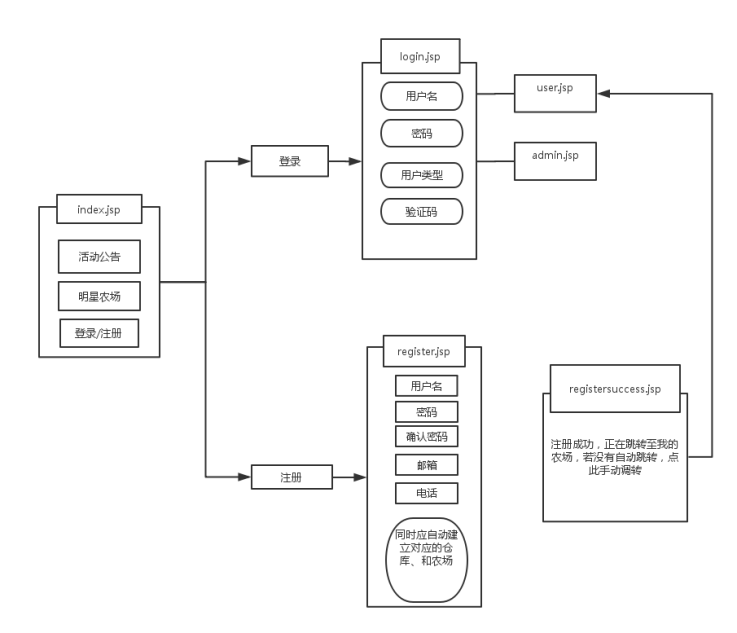 index.jsp
活动公告
明星农场
登录/注册
登录
注册
login.jsp
用户名
密码
用户类型
验证码
user.jsp
admin.jsp
register.jsp
用户名
密码
确认密码
邮箱
电话
同时应自动建
立对应的仓
库、和农场
registersuccess.jsp
注册成功，正在跳转至我的
农场，若没有自动跳转，点
此手动调转